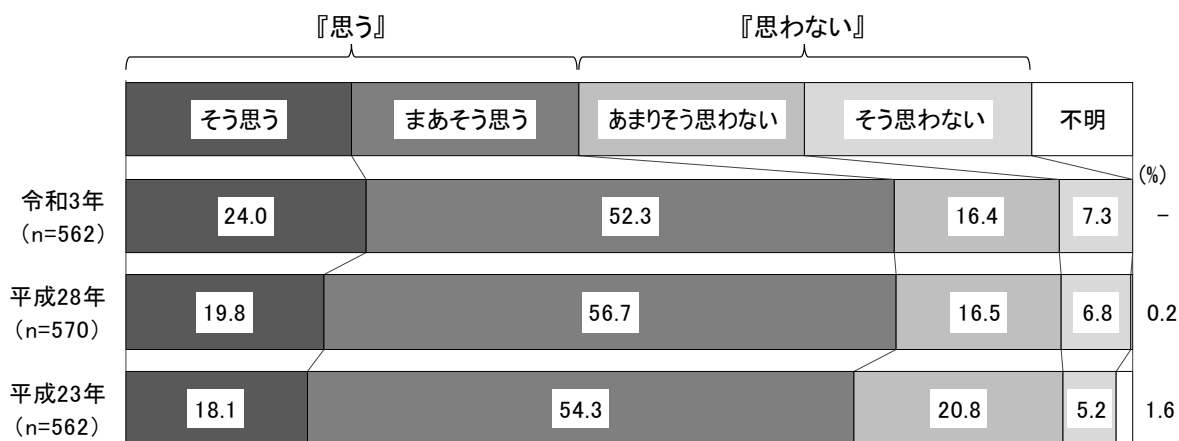 『思う』 『思わない』
そう思う まあそう思う あまりそう思わない そう思わない 不明
(%)
令和3年
(n=562)
24.0 52.3 16.4 7.3 −
平成28年
(n=570)
19.8 56.7 16.5 6.8 0.2
平成23年
(n=562)
18.1 54.3 20.8 5.2 1.6